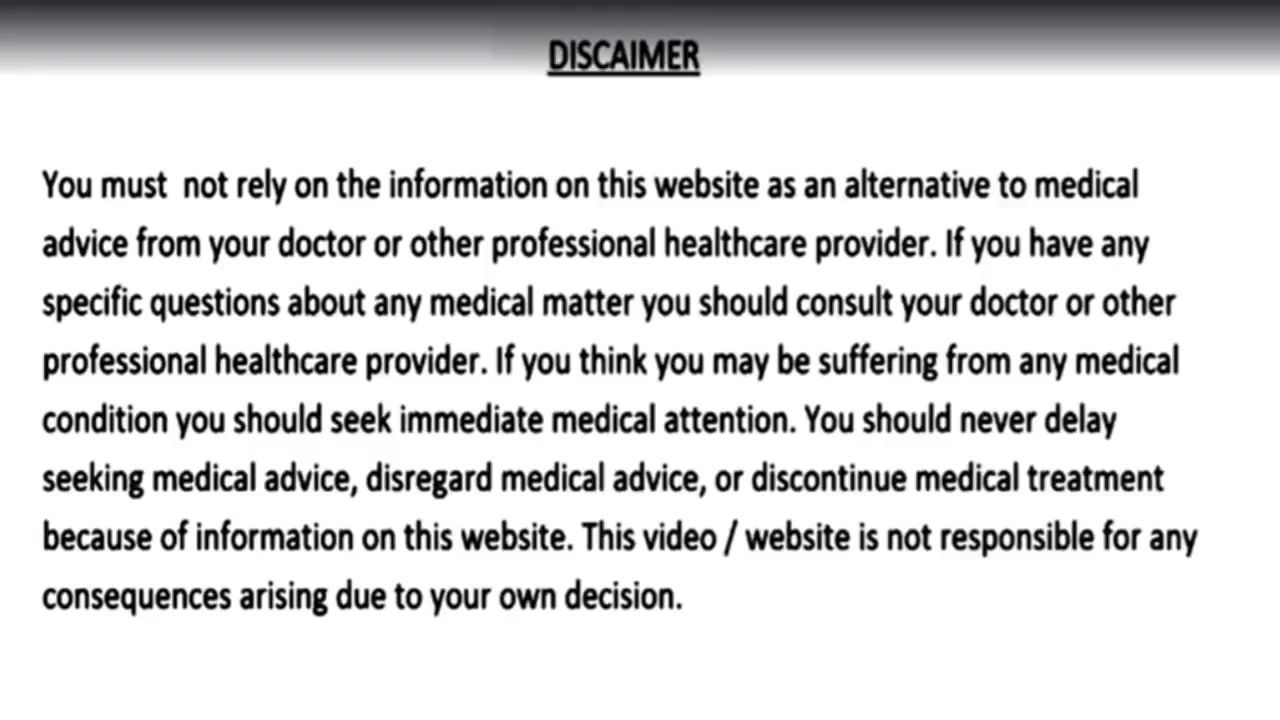 DISCAIMER
You must  not rely on the information on this website as an alternative to medical
advice from your doctor or other professional healthcare provider. If you have any
specific questions about any medical matter you should consult your doctor or other
professional healthcare provider. If you think you may be suffering from any medical
condition you should seek immediate medical attention. You should never delay
seeking medical advice, disregard medical advice, or discontinue medical treatment
because of information on this website. This video / website is not responsible for any
consequences arising due to your own decision.